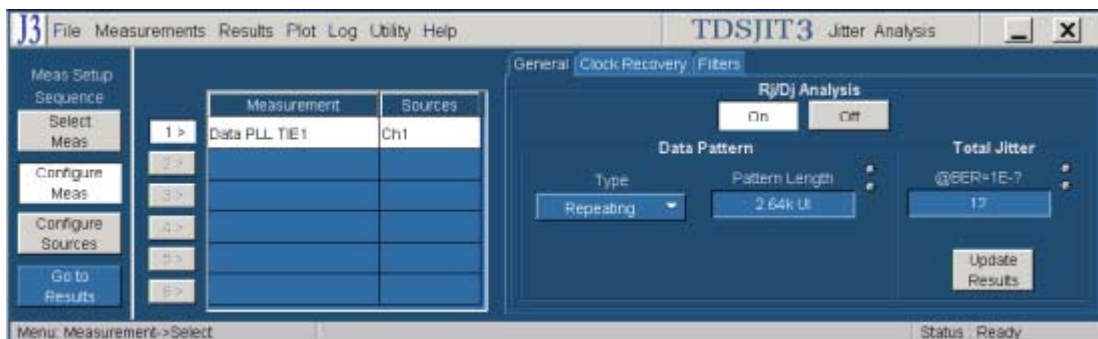 J3 File Measurements Results Plot Log Utility Help TDSJIT3 Jitter Analysis
Meas Setup
Sequence
Select
Meas
Configure
Meas
Configure
Sources
Go to
Results
Measurement Sources
1 > Data PLL TIE1 Ch1
2 >
3 >
4 >
5 >
6 >
General Clock Recovery Filters
Rj/Dj Analysis
On Off
Data Pattern
Type
Repeating
Pattern Length
2.64k UI
Total Jitter
@BER=1E-?
12
Update
Results
Menu: Measurement->Select Status : Ready